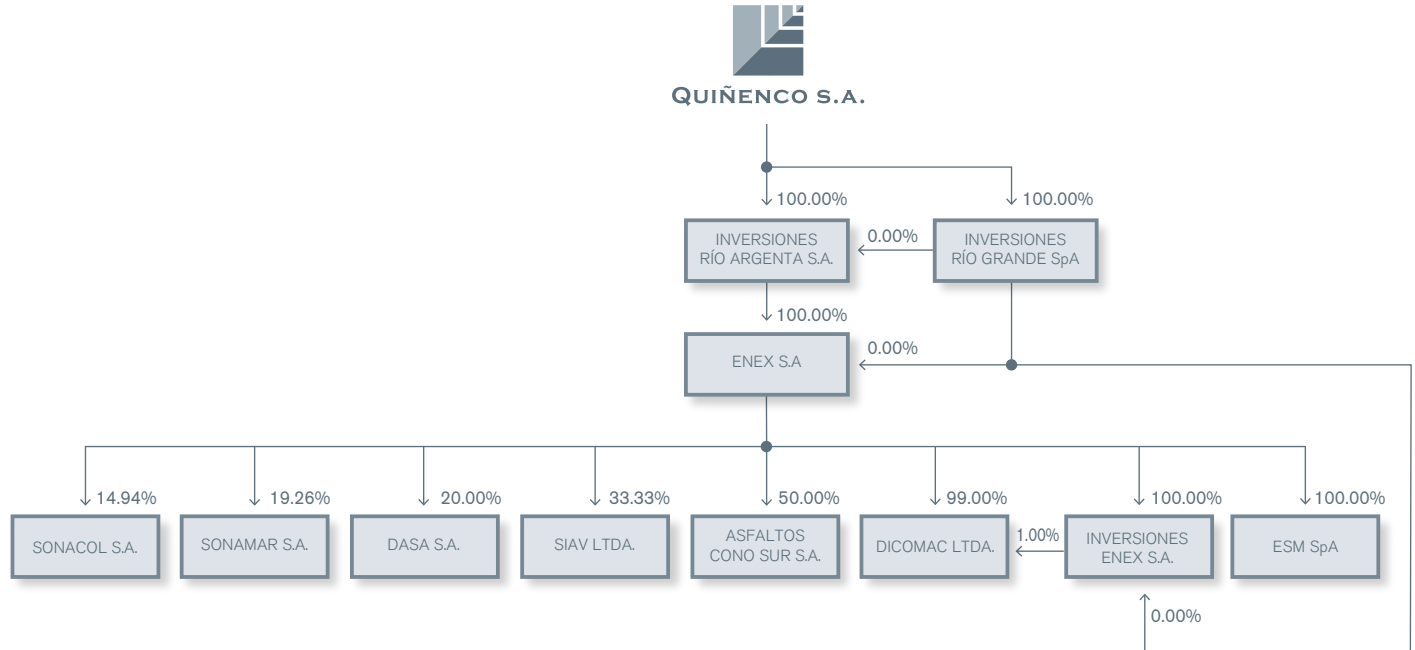 QUIÑENCO S.A.
100.00%
100.00%
INVERSIONES
RÍO ARGENTA S.A.
0.00%
INVERSIONES
RÍO GRANDE SpA
100.00%
ENEX S.A
0.00%
14.94%
19.26%
20.00%
33.33%
50.00%
99.00%
100.00%
100.00%
SONACOL S.A.
SONAMAR S.A.
DASA S.A.
SIAV LTDA.
ASFALTOS
CONO SUR S.A.
DICOMAC LTDA.
1.00%
INVERSIONES
ENEX S.A.
ESM SpA
0.00%